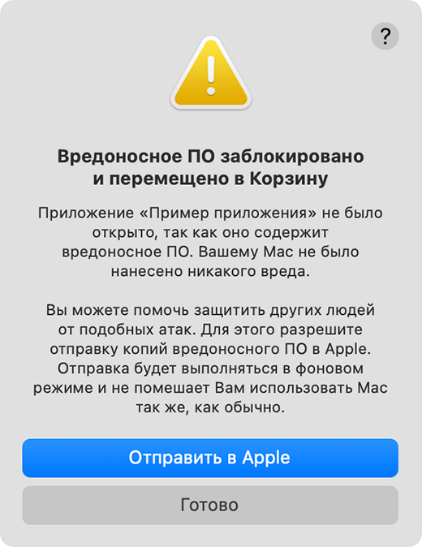 ?
Вредоносное ПО заблокировано
и перемещено в Корзину
Приложение «Пример приложения» не было
открыто, так как оно содержит
вредоносное ПО. Вашему Mac не было
нанесено никакого вреда.
Вы можете помочь защитить других людей
от подобных атак. Для этого разрешите
отправку копий вредоносного ПО в Apple.
Отправка будет выполняться в фоновом
режиме и не помешает Вам использовать Mac
так же, как обычно.
Отправить в Apple
Готово